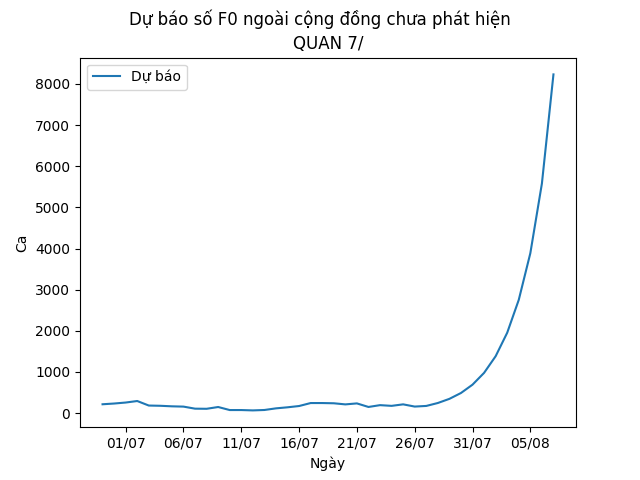 Dự báo số F0 ngoài cộng đồng chưa phát hiện
QUAN 7/
Dự báo
8000
7000
6000
5000
4000
3000
2000
1000
0
Ca
01/07 06/07 11/07 16/07 21/07 26/07 31/07 05/08
Ngày